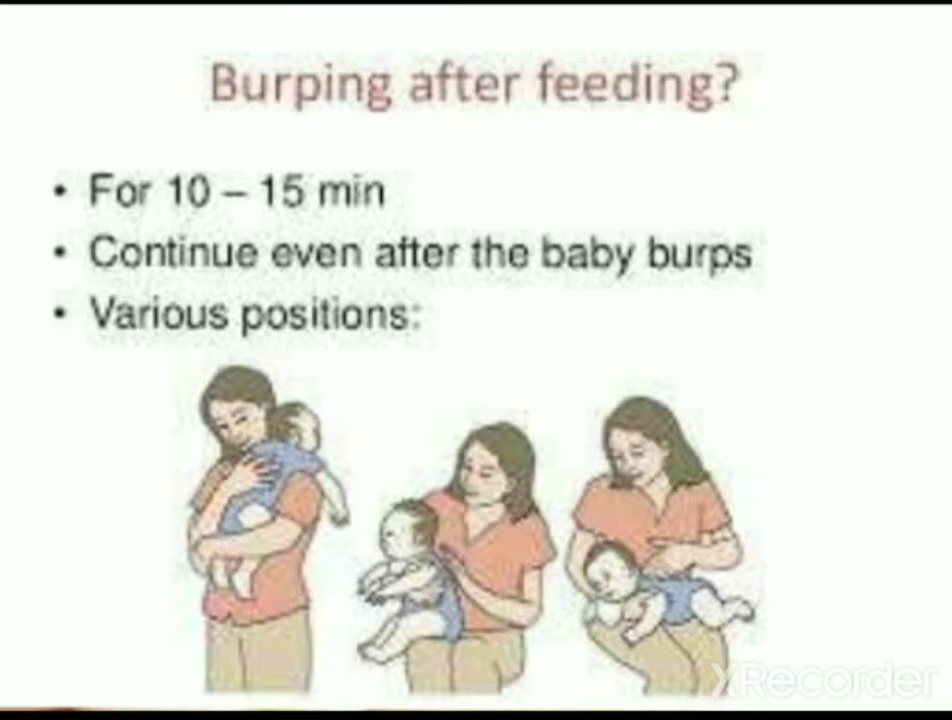 Burping after feeding?
• For 10 – 15 min
• Continue even after the baby burps
• Various positions:
XRecorder